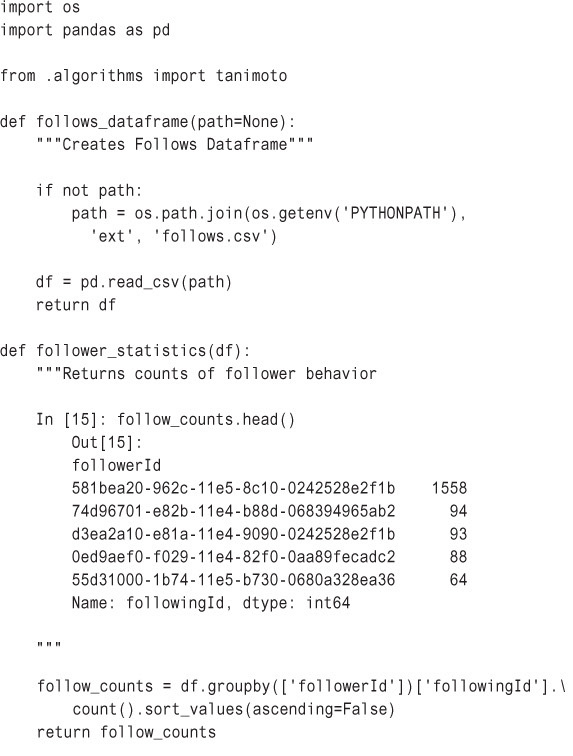 import os
import pandas as pd

from .algorithms import tanimoto

def follows_dataframe(path=None):
    """Creates Follows Dataframe"""

    if not path:
        path = os.path.join(os.getenv('PYTHONPATH'),
          'ext', 'follows.csv')

    df = pd.read_csv(path)
    return df

def follower_statistics(df):
    """Returns counts of follower behavior

    In [15]: follow_counts.head()
        Out[15]:
        followerId
        581bea20-962c-11e5-8c10-0242528e2f1b    1558
        74d96701-e82b-11e4-b88d-068394965ab2      94
        d3ea2a10-e81a-11e4-9090-0242528e2f1b      93
        0ed9aef0-f029-11e4-82f0-0aa89fecadc2      88
        55d31000-1b74-11e5-b730-0680a328ea36      64
        Name: followingId, dtype: int64

    """

    follow_counts = df.groupby(['followerId'])['followingId'].\
        count().sort_values(ascending=False)
    return follow_counts